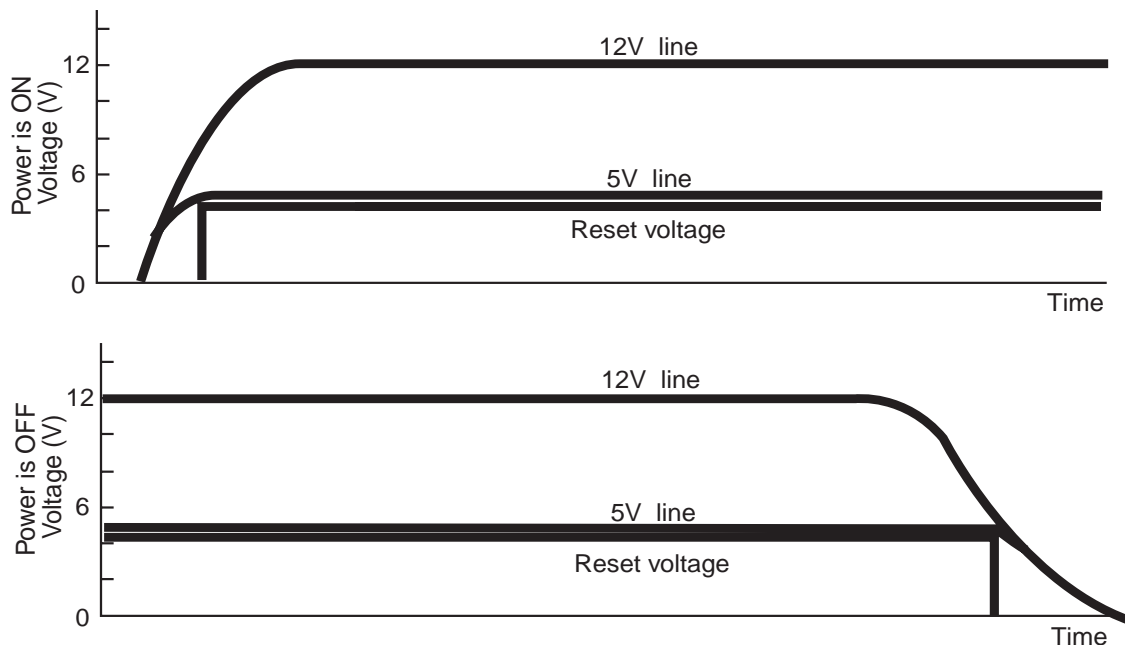 Power is ON
Voltage (V)
12
6
0
12V line
5V line
Reset voltage
Time
Power is OFF
Voltage (V)
12
6
0
12V line
5V line
Reset voltage
Time